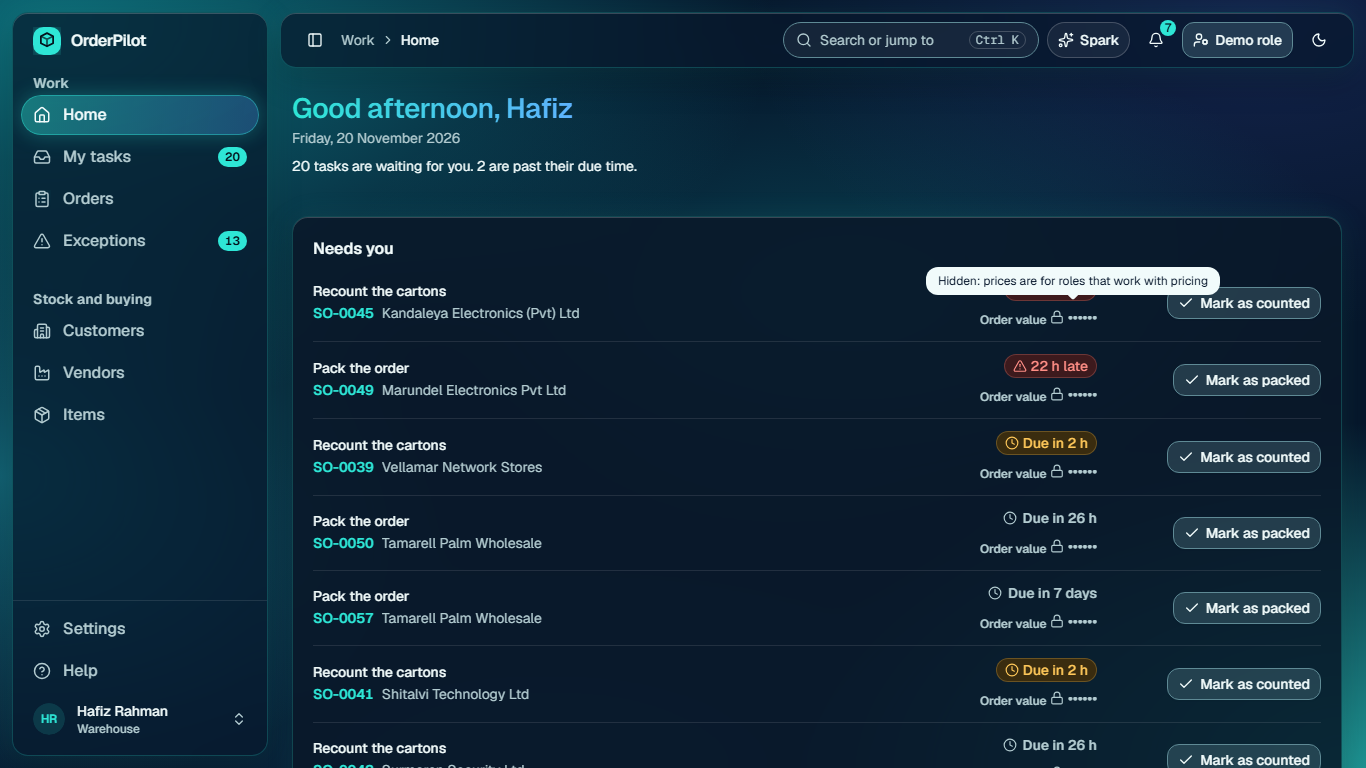 OrderPilot
Work
Home
My tasks 20
Orders
Exceptions 13
Stock and buying
Customers
Vendors
Items
Settings
Help
HR Hafiz Rahman
Warehouse
Work > Home
Search or jump to Ctrl K
Spark
7
Demo role
Good afternoon, Hafiz
Friday, 20 November 2026
20 tasks are waiting for you. 2 are past their due time.
Needs you
Hidden: prices are for roles that work with pricing
Recount the cartons
SO-0045 Kandaleya Electronics (Pvt) Ltd
Order value ••••••
Mark as counted
Pack the order
SO-0049 Marundel Electronics Pvt Ltd
22 h late
Order value ••••••
Mark as packed
Recount the cartons
SO-0039 Vellamar Network Stores
Due in 2 h
Order value ••••••
Mark as counted
Pack the order
SO-0050 Tamarell Palm Wholesale
Due in 26 h
Order value ••••••
Mark as packed
Pack the order
SO-0057 Tamarell Palm Wholesale
Due in 7 days
Order value ••••••
Mark as packed
Recount the cartons
SO-0041 Shitalvi Technology Ltd
Due in 2 h
Order value ••••••
Mark as counted
Recount the cartons
Due in 26 h
Mark as counted